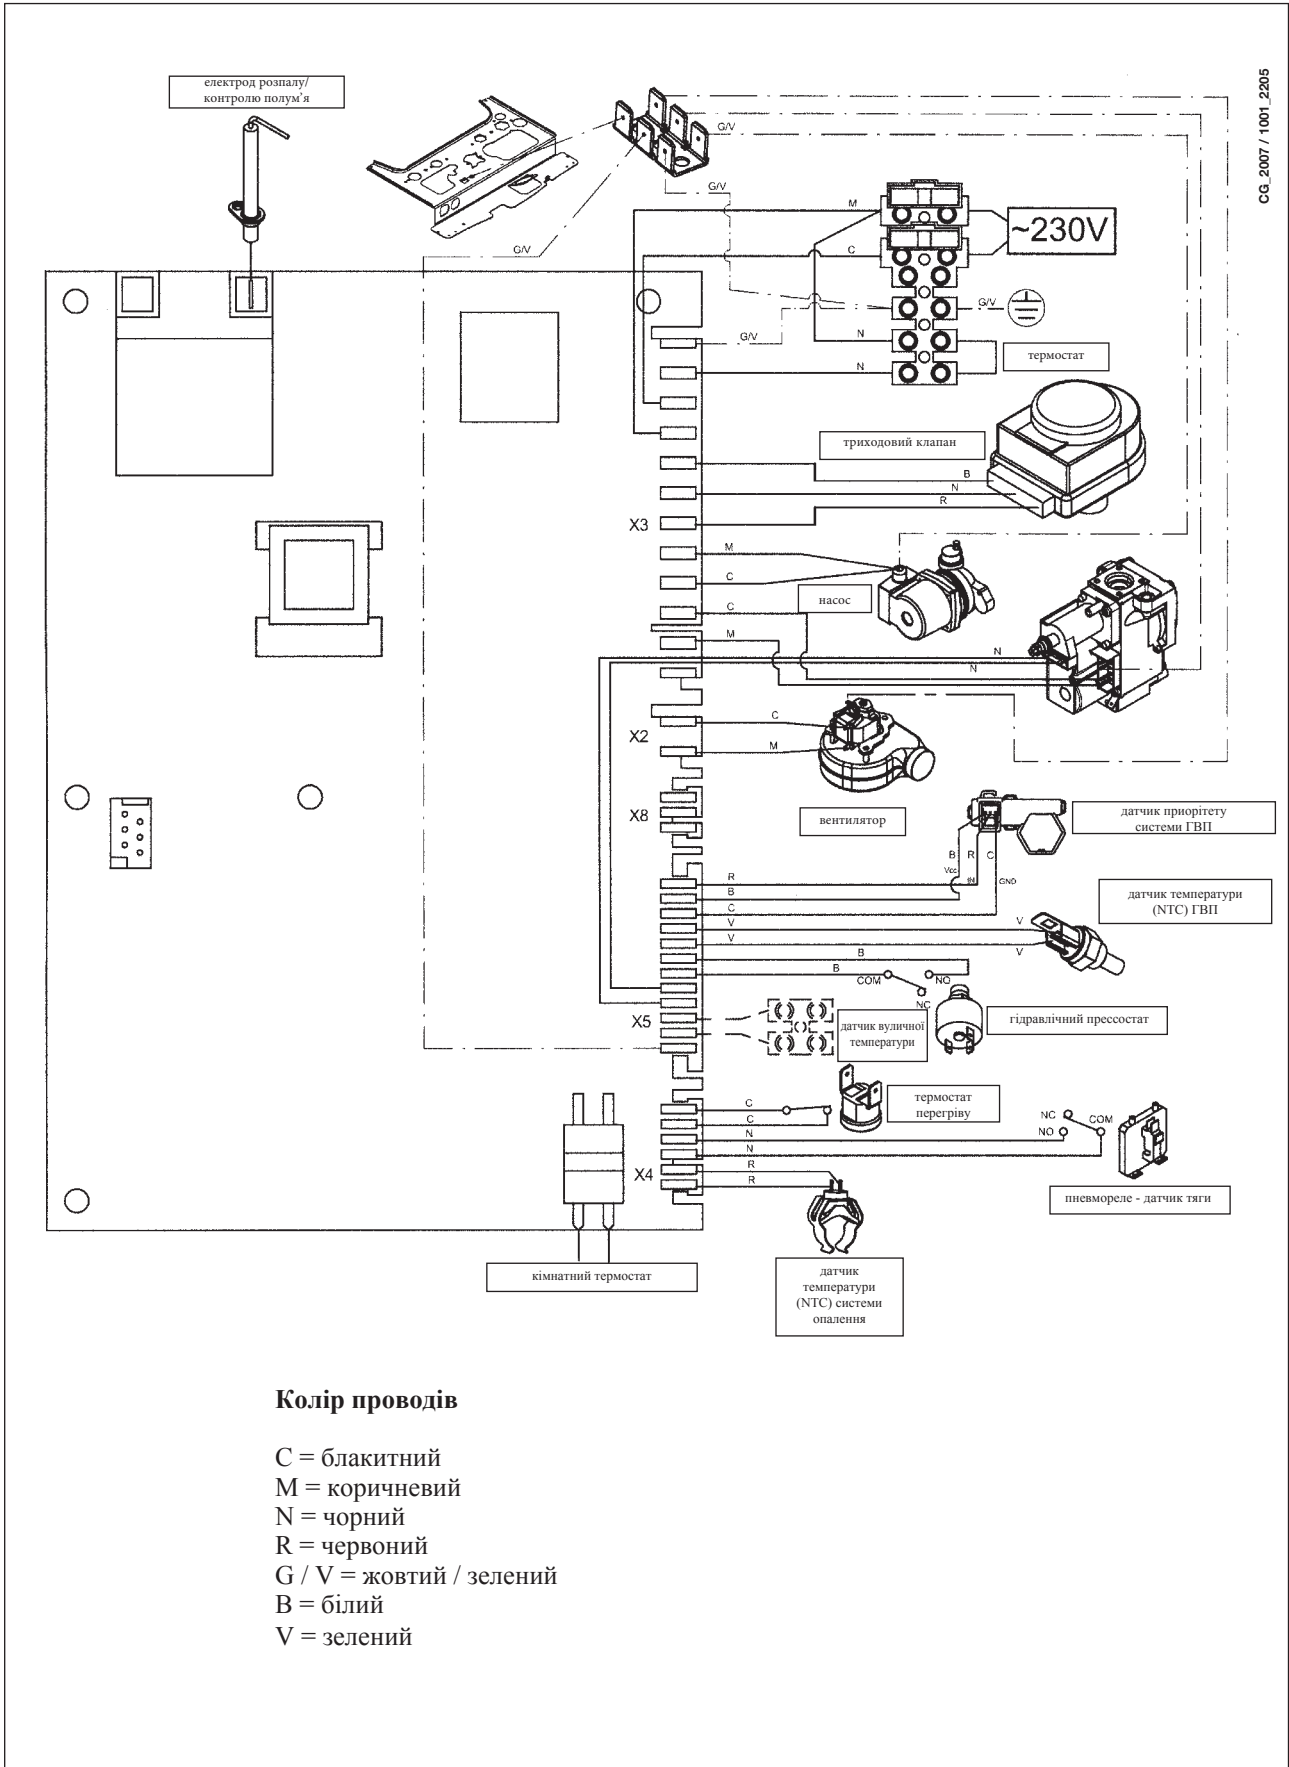 електрод розпалу/
контролю полум’я
CG_2007 / 1001_2205
G/V
G/V
G/V
M
~230V
C
G/V
G/V
N
термостат
N
триходовий клапан
B
N
R
X3
M
C
насос
C
M
N
N
C
X2
M
X8
вентилятор
датчик приорітету
системи ГВП
B R C
Vcc
IN
GND
R
B
C
V
V
V
V
датчик температури
(NTC) ГВП
B
B
COM
NO
NC
X5
датчик вуличної
температури
гідравлічний прессостат
термостат
перегріву
C
C
N
N
R
R
NC
NO
COM
X4
пневмореле - датчик тяги
кімнатний термостат
датчик
температури
(NTC) системи
опалення
Колір проводів
C = блакитний
M = коричневий
N = чорний
R = червоний
G / V = жовтий / зелений
B = білий
V = зелений